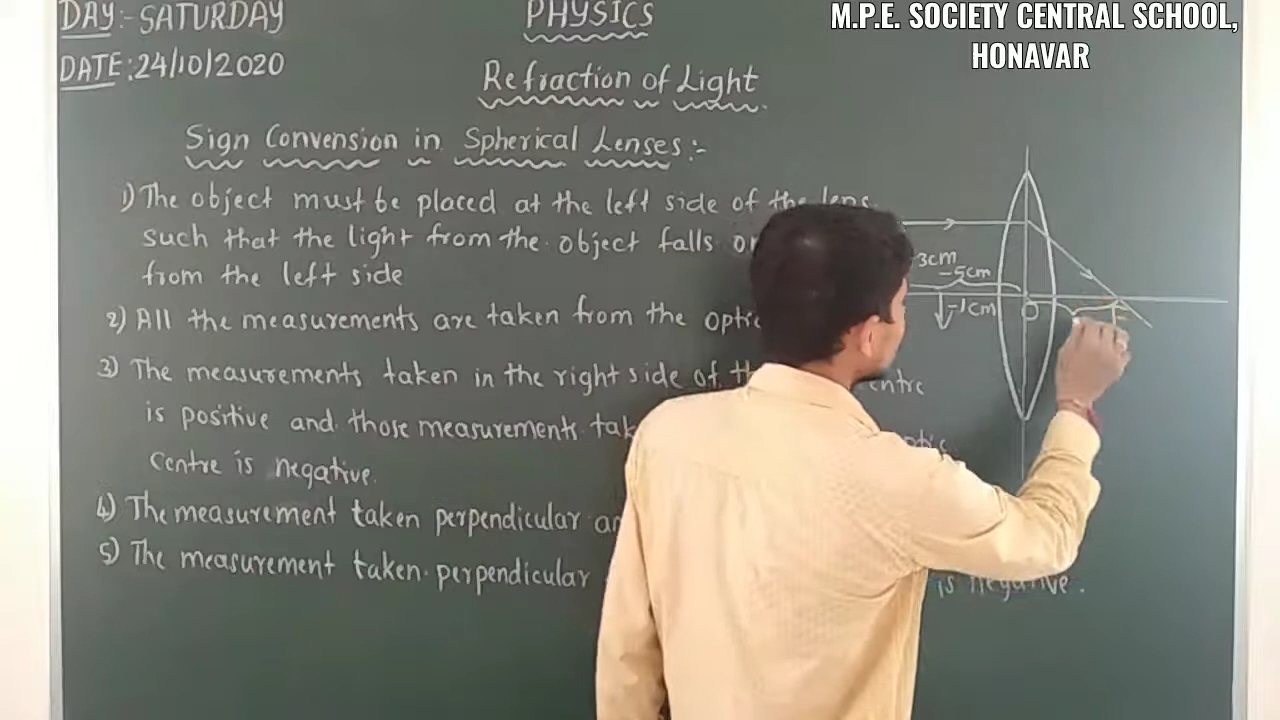 DAY:- SATURDAY
DATE:24/10/2020
PHYSICS
M.P.E. SOCIETY CENTRAL SCHOOL,
HONAVAR
Refraction of Light
Sign Convension in Spherical Lenses:-
1) The object must be placed at the left side of the lens
such that the light from the object falls
from the left side
2) All the measurements are taken from the
3) The measurements taken in the right side of centre
is positive and those measurements optic
centre is negative.
4) The measurement taken perpendicular
5) The measurement taken perpendicular is negative.
3cm
-5cm
-1cm
O